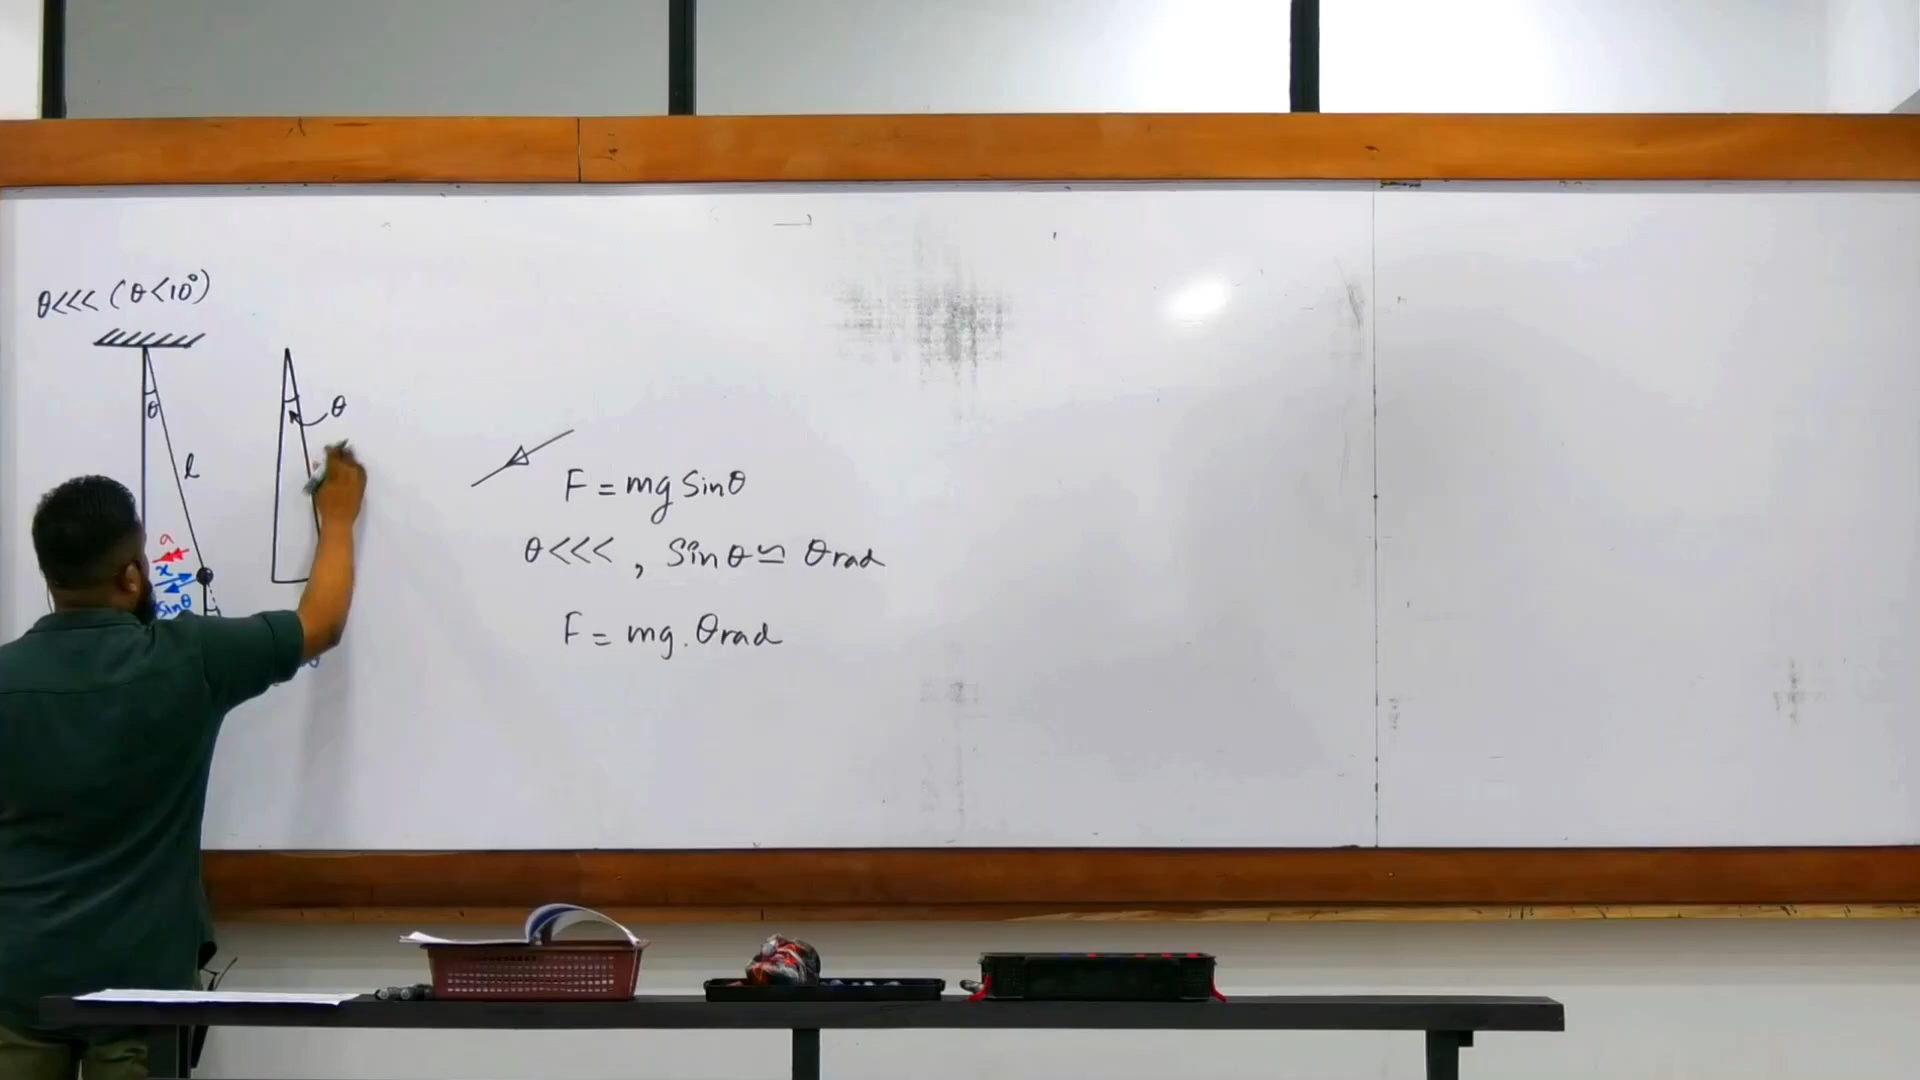 θ<<< (θ<10°)
θ
θ
l
F = mg Sinθ
a
θ<<< , Sinθ ≃ θrad
x
Sinθ
F = mg . θrad